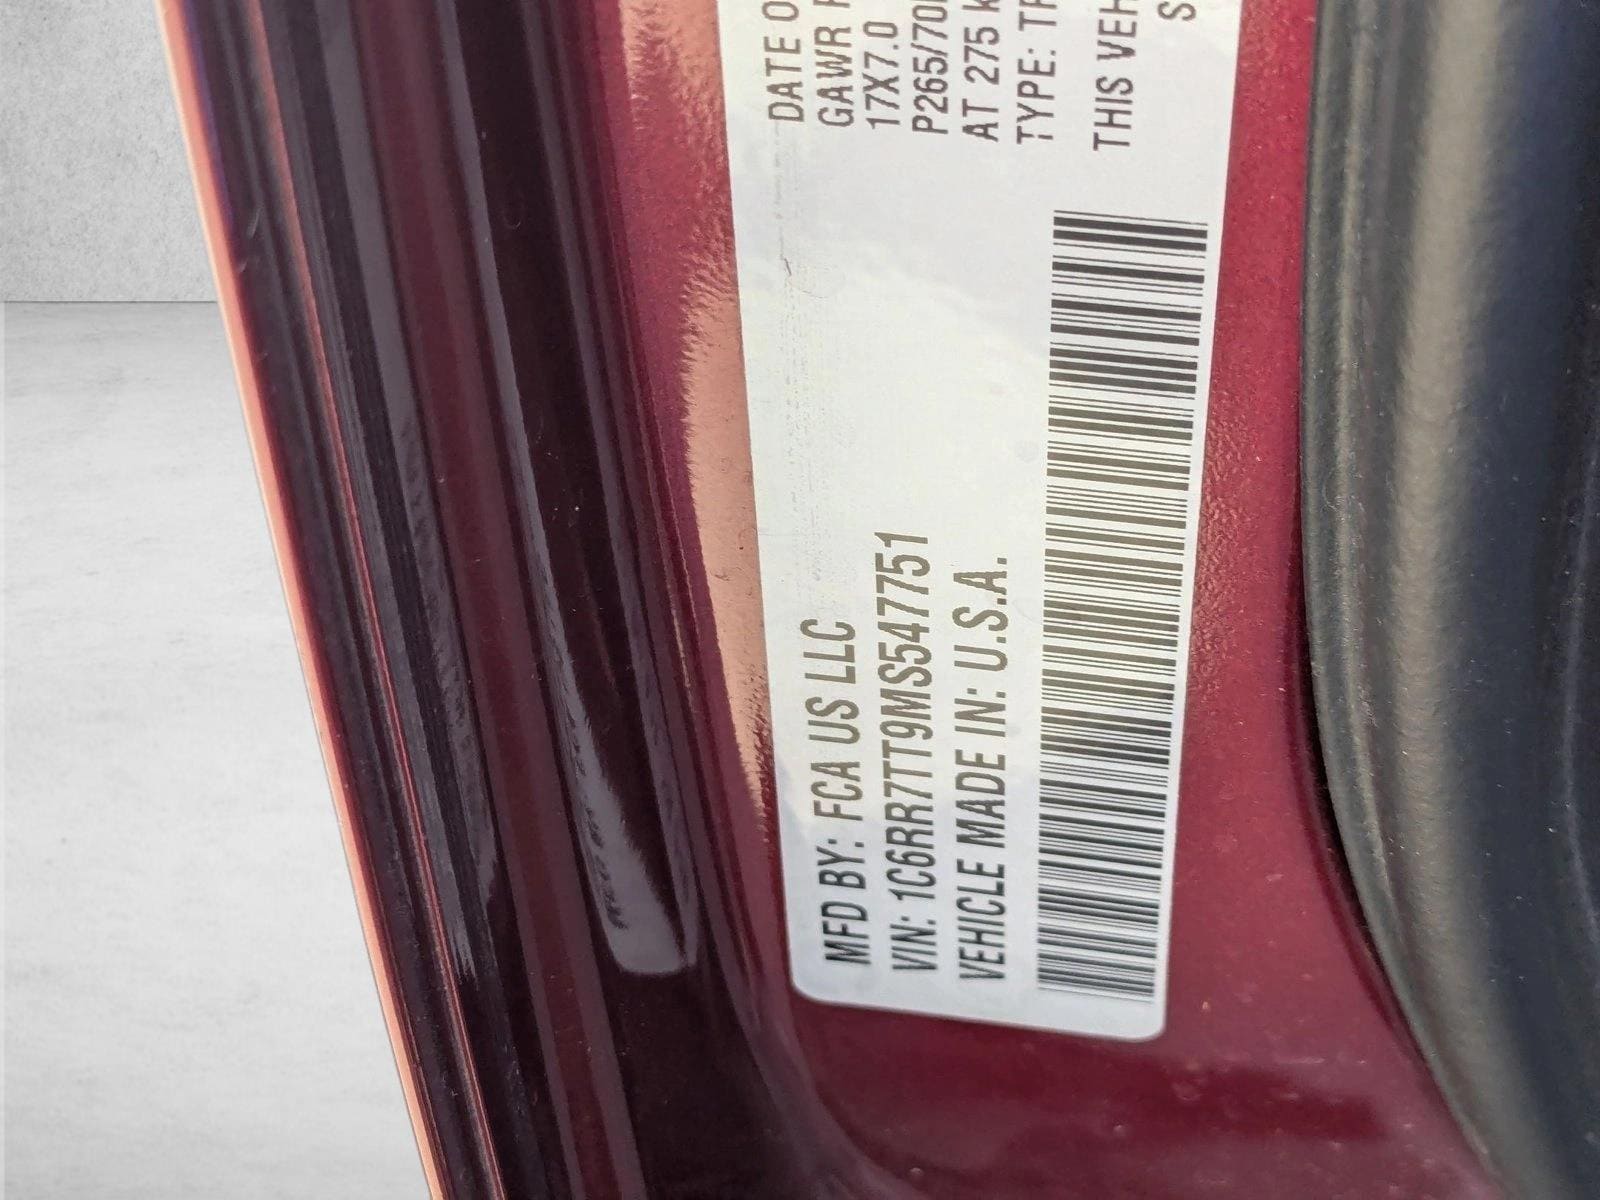 MFD BY: FCA US LLC
VIN: 1C6RR7TT9MS547751
VEHICLE MADE IN: U.S.A.
DATE O
GAWR
17X7.0
P265/70
AT 275 K
TYPE: TR
THIS VEH
S